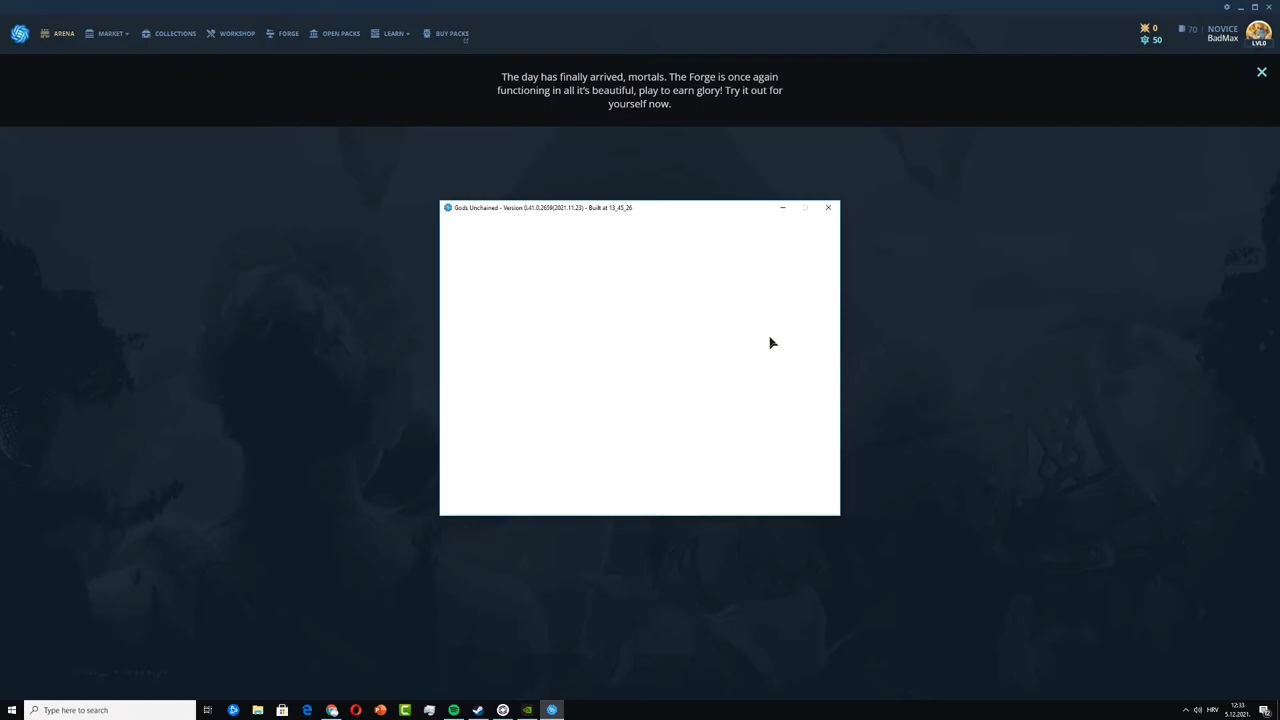 ARENA MARKET COLLECTIONS WORKSHOP FORGE OPEN PACKS LEARN BUY PACKS
0
50
70
NOVICE
BadMax
LVL0
The day has finally arrived, mortals. The Forge is once again
functioning in all it's beautiful, play to earn glory! Try it out for
yourself now.
Gods Unchained - Version 0.41.0.2659(2021.11.23) - Built at 13_45_26
Type here to search
HRV
12:33
5.12.2021.